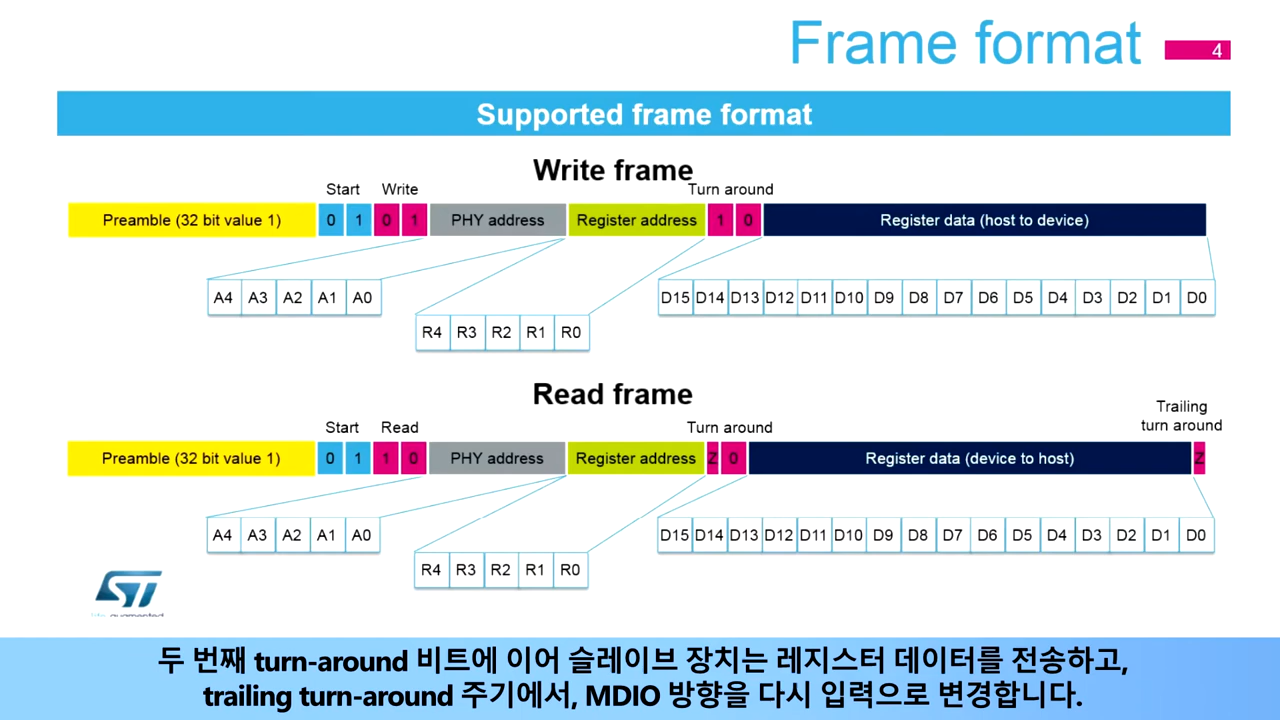 Frame format
4
Supported frame format
Write frame
Start Write Turn around
Preamble (32 bit value 1) 0 1 0 1 PHY address Register address 1 0 Register data (host to device)
A4 A3 A2 A1 A0 D15 D14 D13 D12 D11 D10 D9 D8 D7 D6 D5 D4 D3 D2 D1 D0
R4 R3 R2 R1 R0
Read frame
Trailing
turn around
Start Read Turn around
Preamble (32 bit value 1) 0 1 1 0 PHY address Register address Z 0 Register data (device to host) Z
A4 A3 A2 A1 A0 D15 D14 D13 D12 D11 D10 D9 D8 D7 D6 D5 D4 D3 D2 D1 D0
R4 R3 R2 R1 R0
ST
두 번째 turn-around 비트에 이어 슬레이브 장치는 레지스터 데이터를 전송하고,
trailing turn-around 주기에서, MDIO 방향을 다시 입력으로 변경합니다.